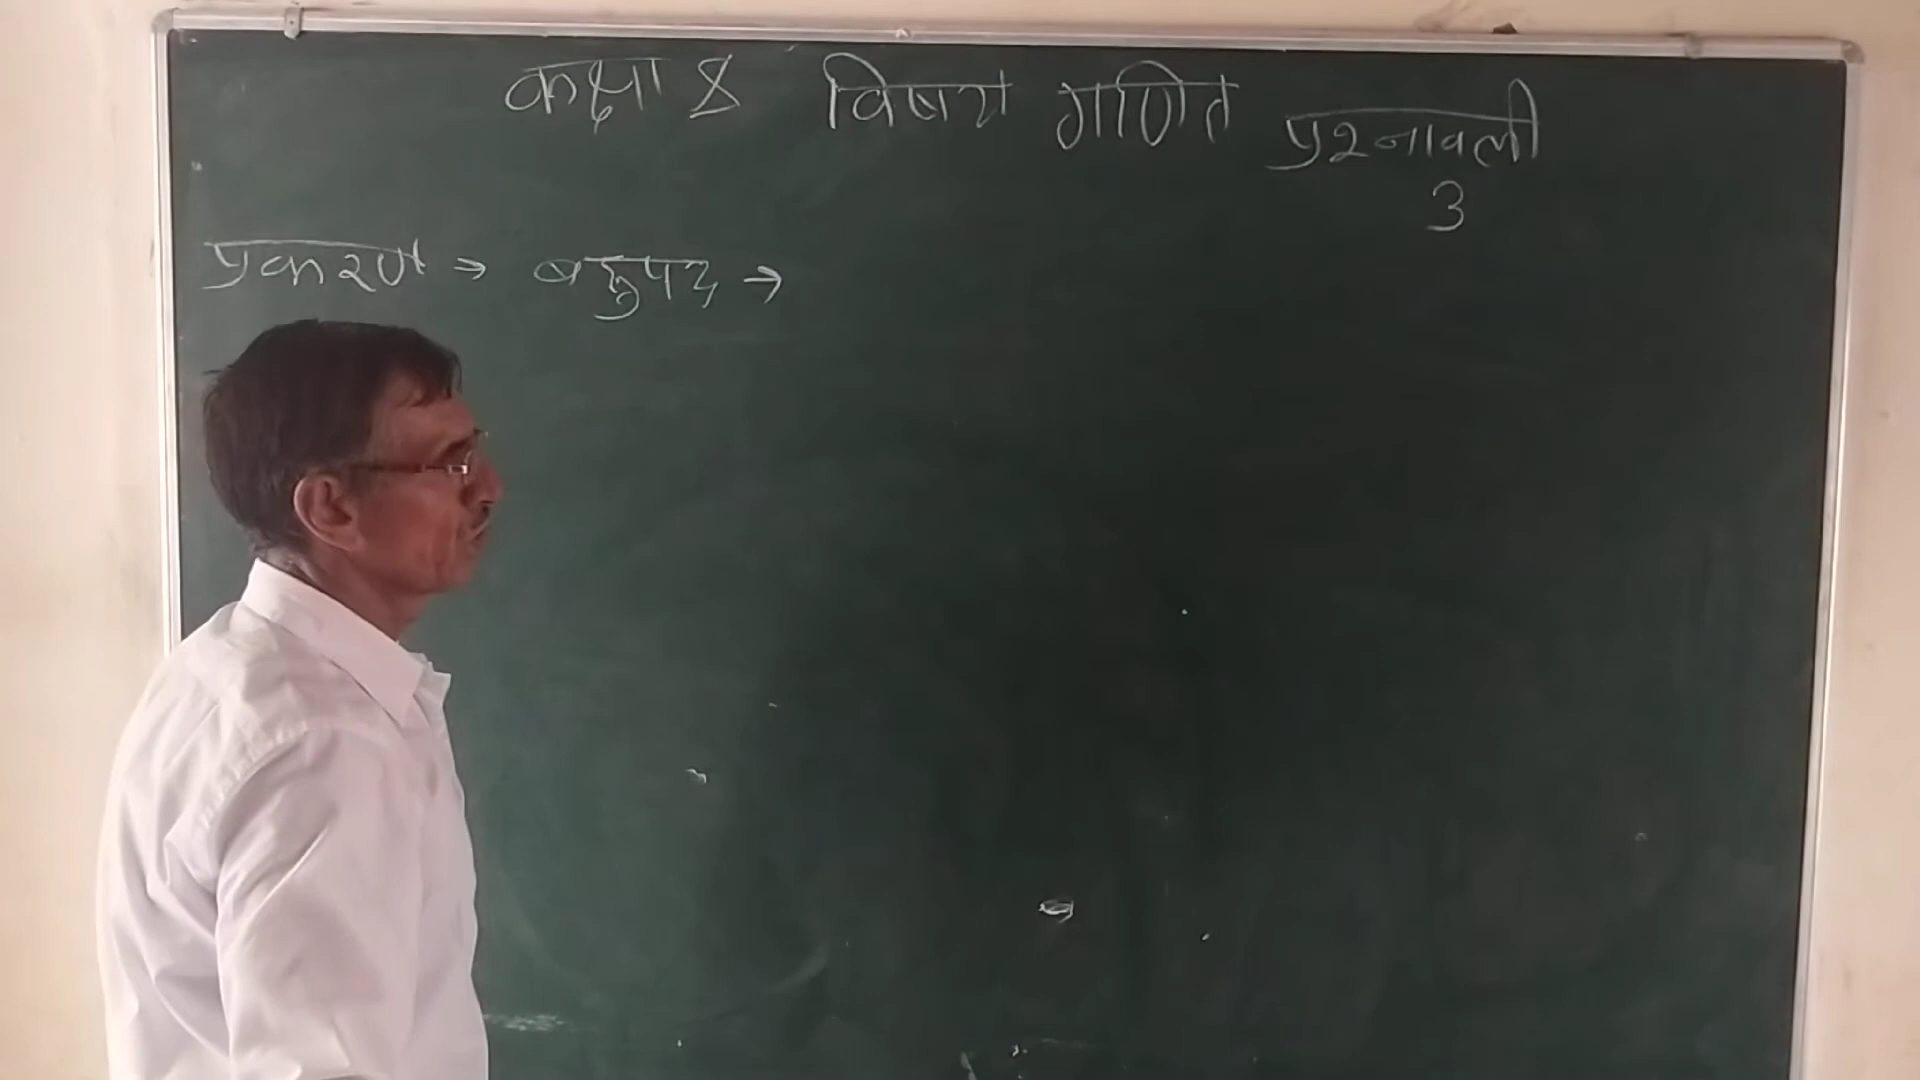 कक्षा 8 विषय गणित प्रश्नावली
3
प्रकरण → बहुपद →